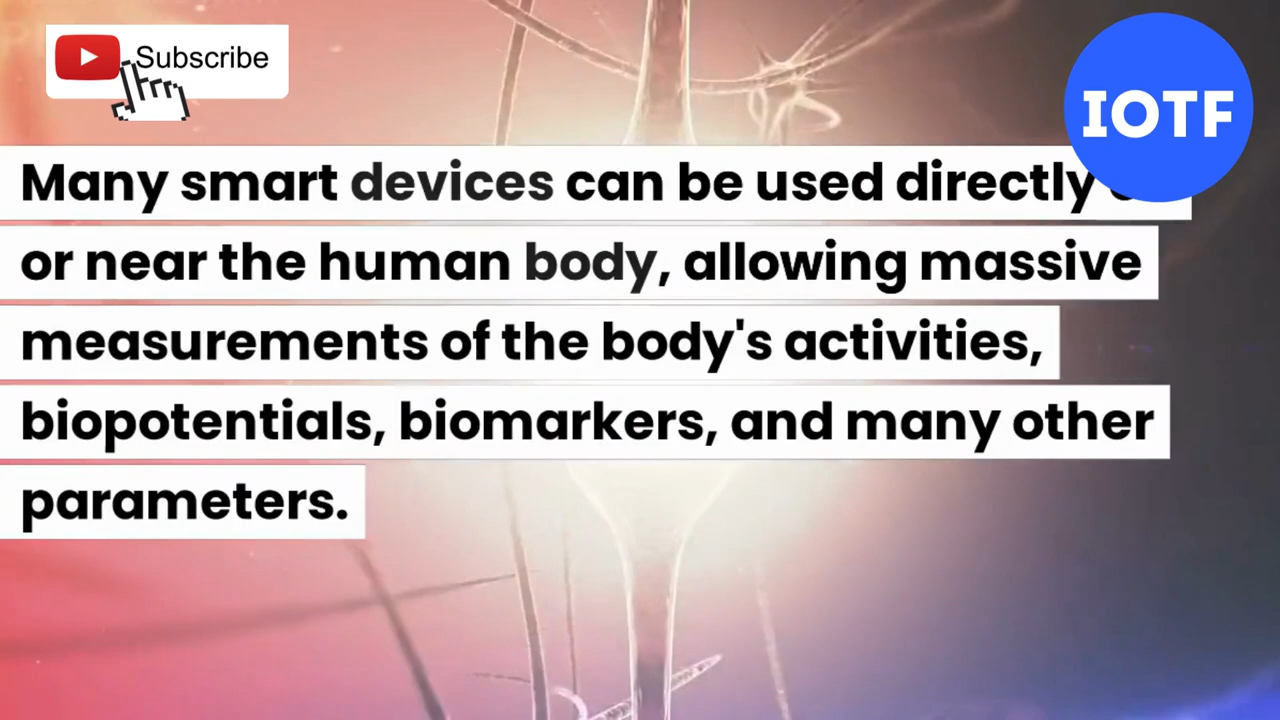 Subscribe
IOTF
Many smart devices can be used directly
or near the human body, allowing massive
measurements of the body's activities,
biopotentials, biomarkers, and many other
parameters.